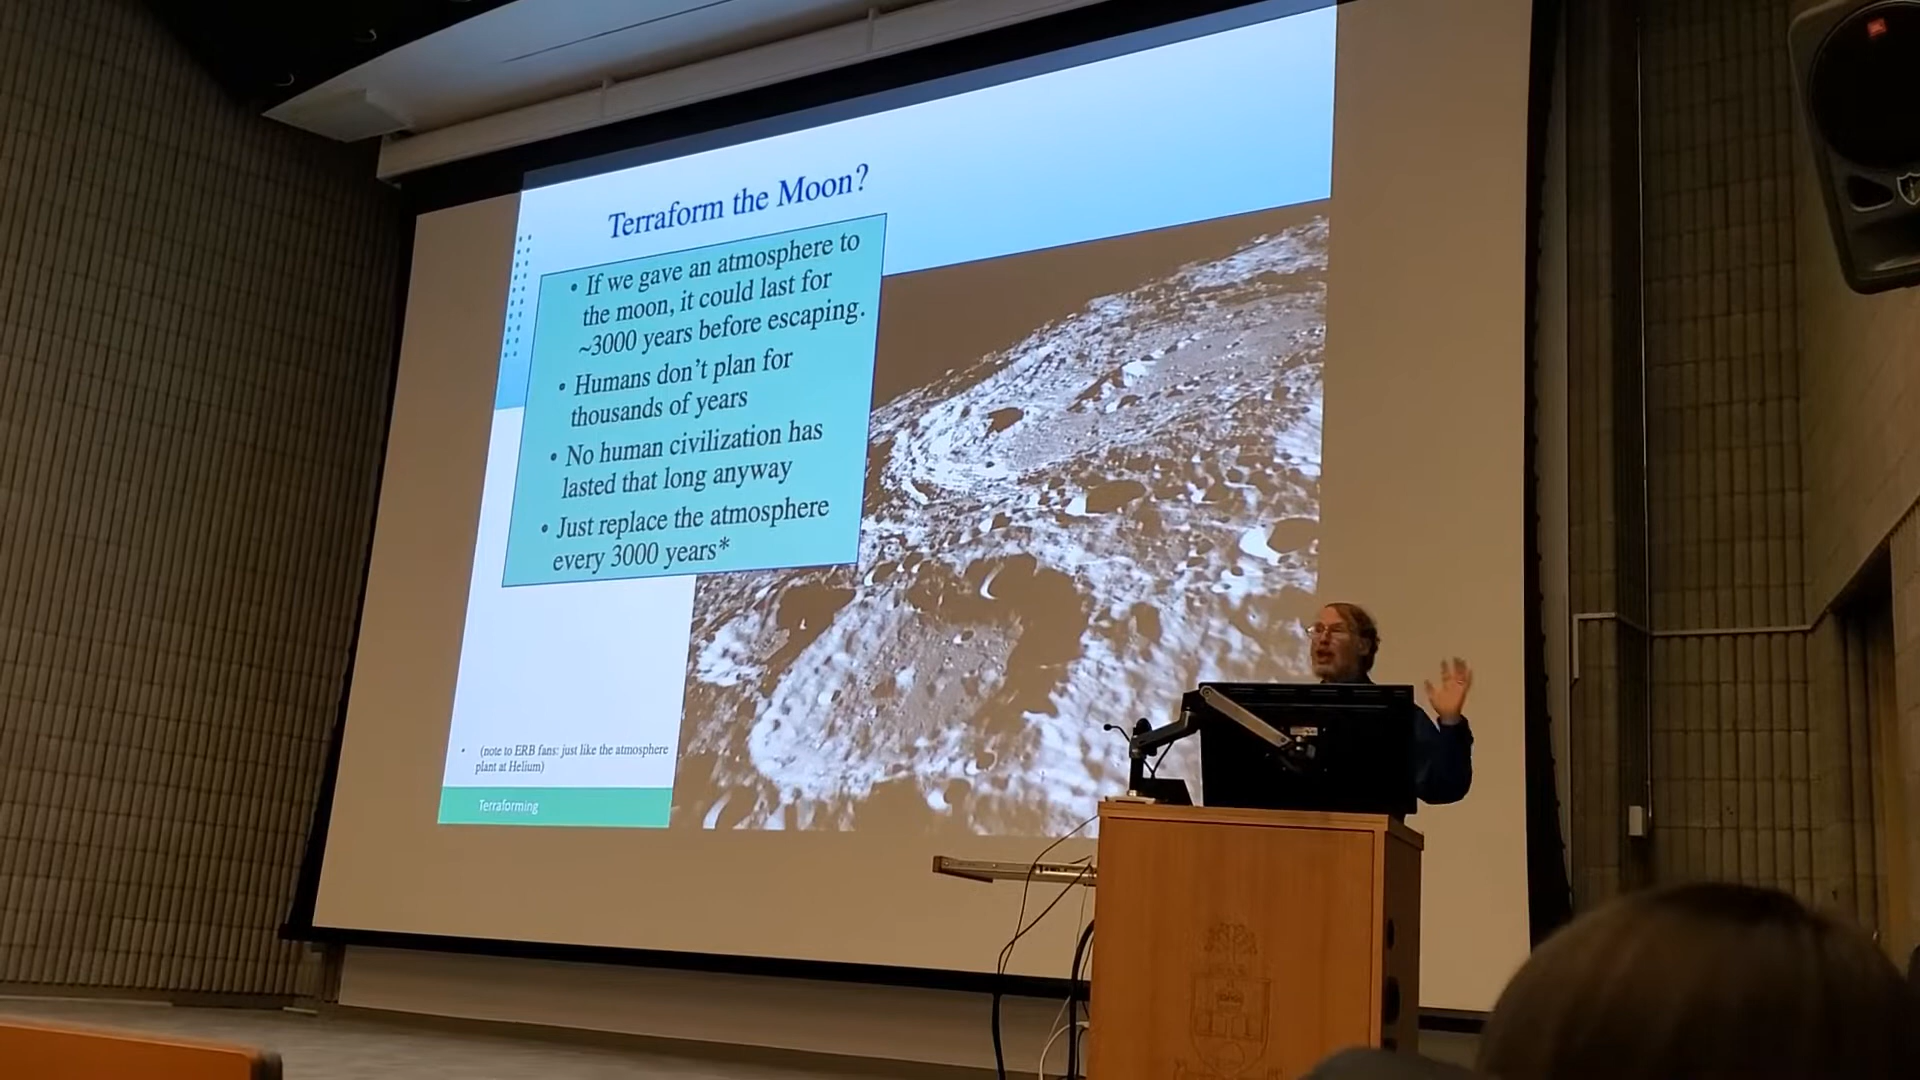 Terraform the Moon?
• If we gave an atmosphere to
the moon, it could last for
~3000 years before escaping.
• Humans don't plan for
thousands of years
• No human civilization has
lasted that long anyway
• Just replace the atmosphere
every 3000 years*
• (note to ERB fans: just like the atmosphere
plant at Helium)
Terraforming